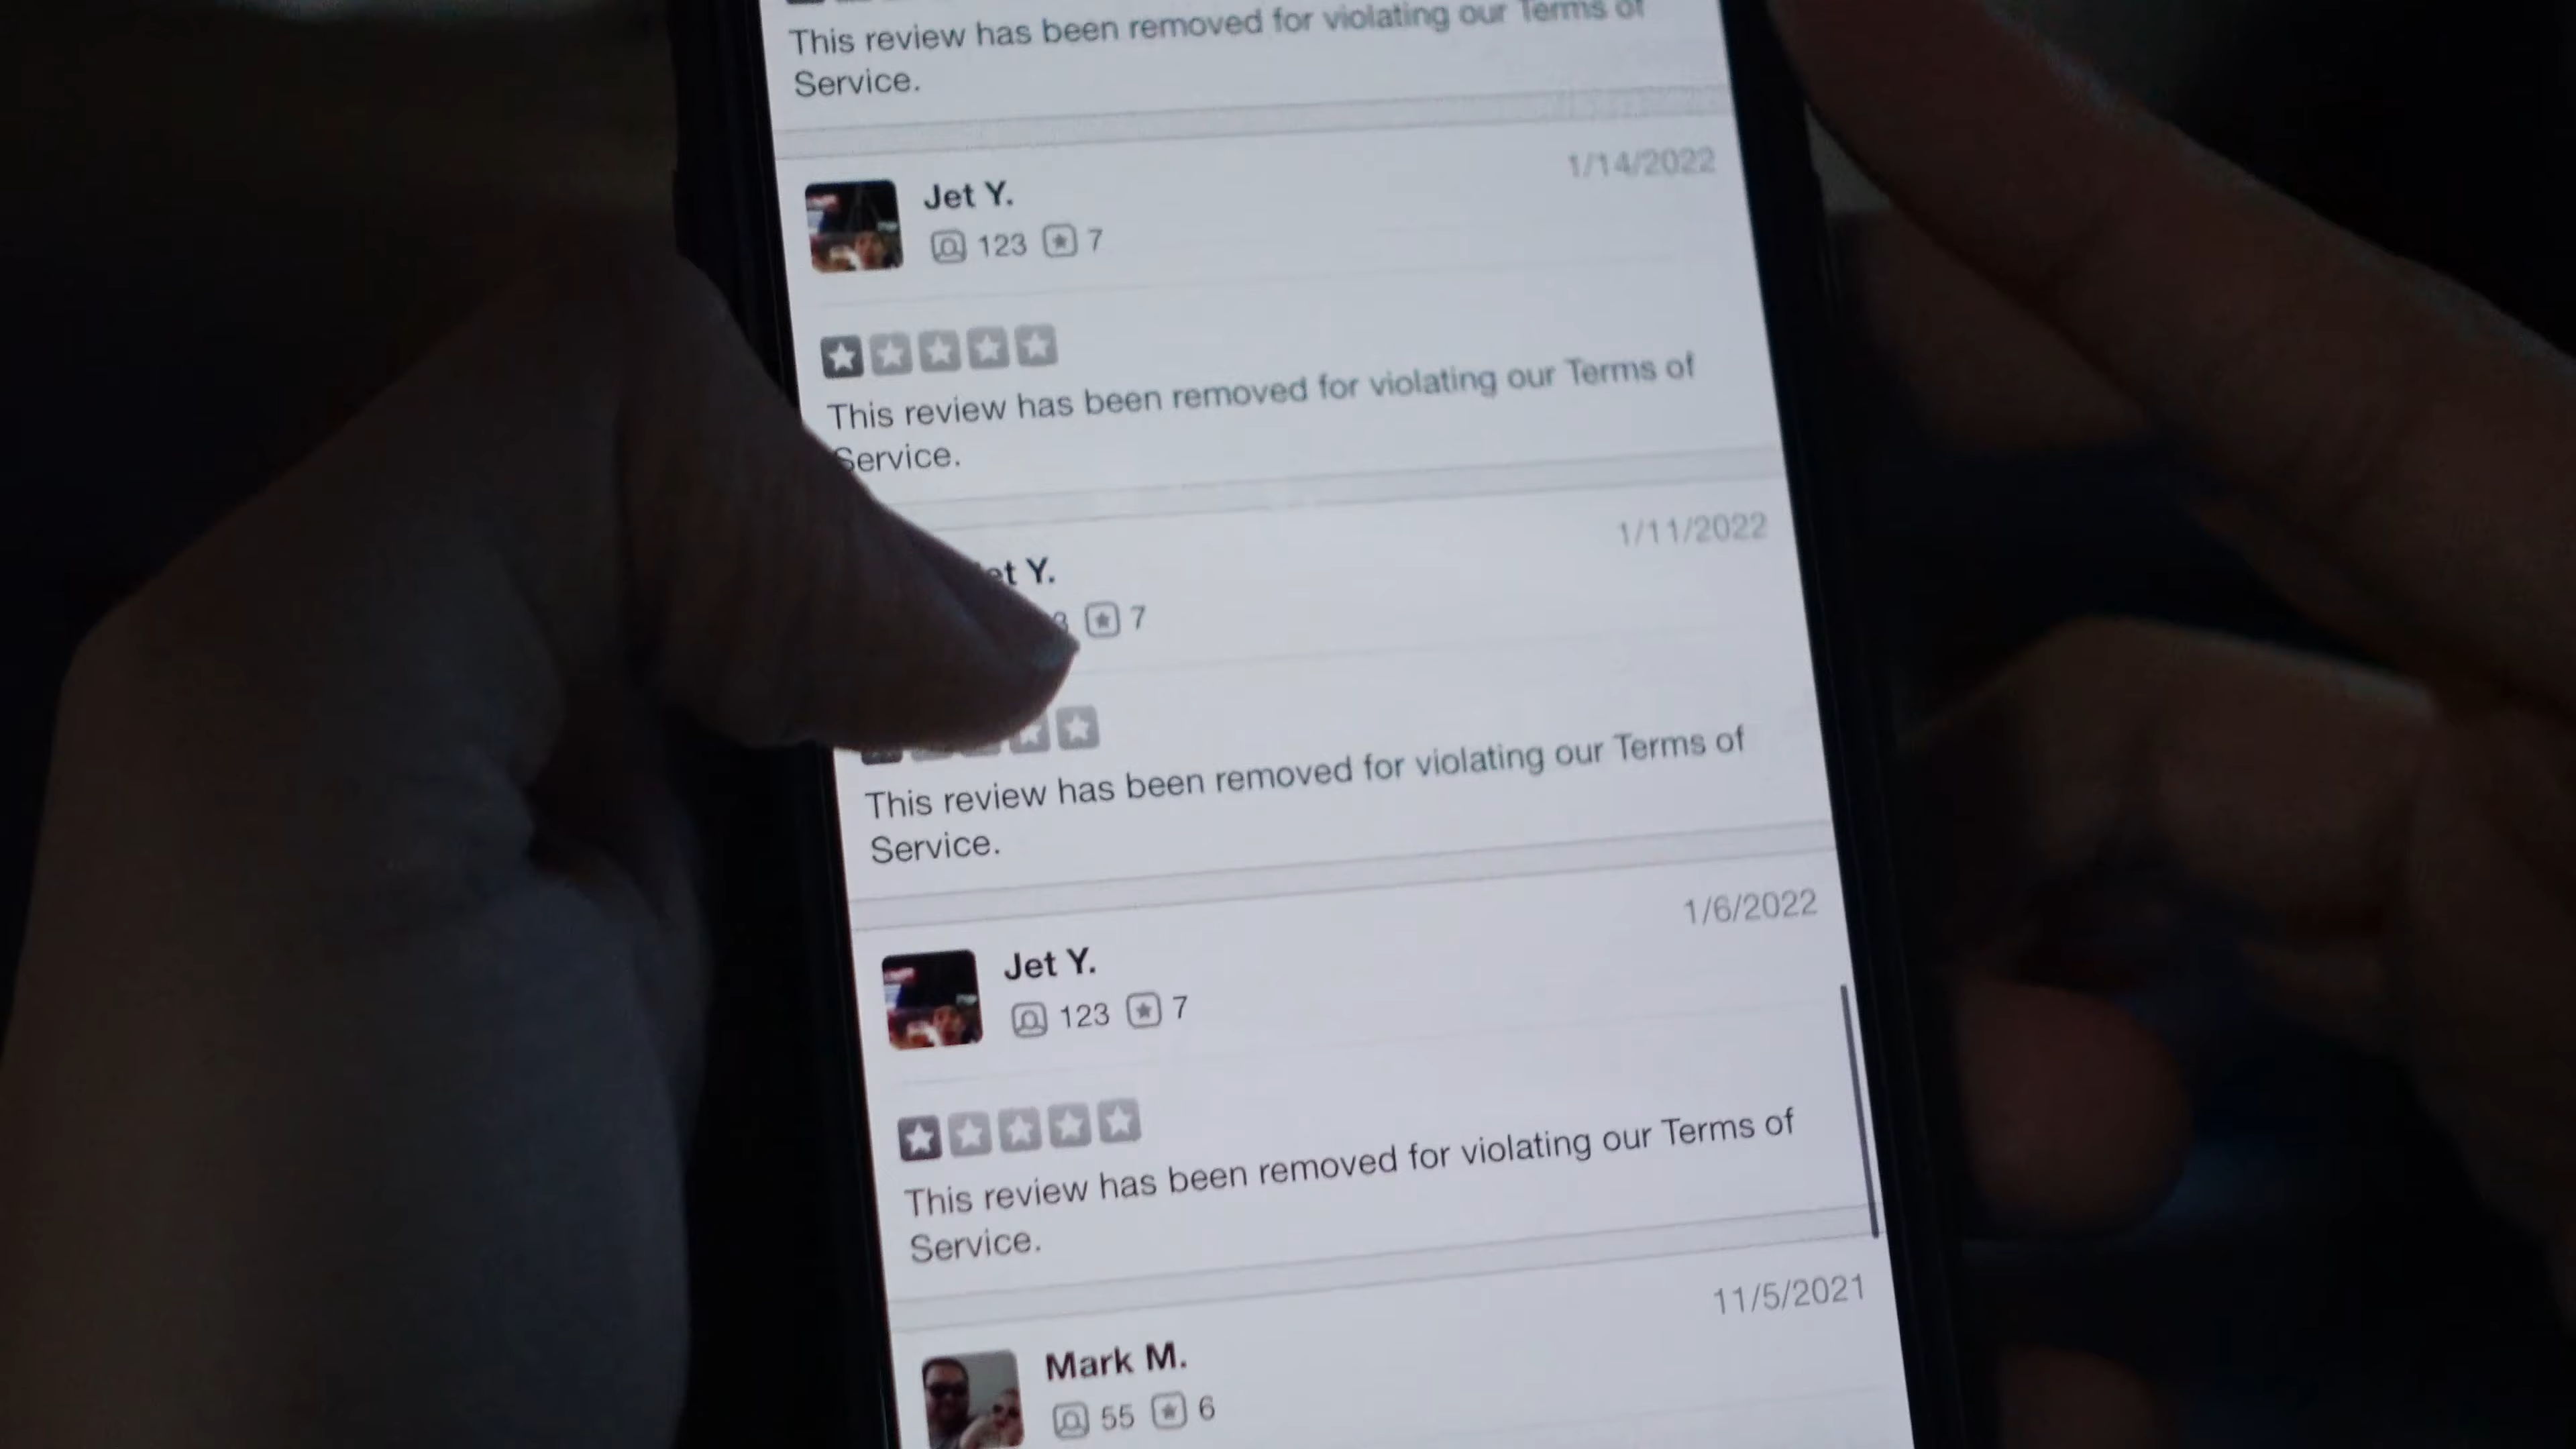 This review has been removed for violating our Terms of
Service.
1/14/2022
Jet Y.
123 7
This review has been removed for violating our Terms of
Service.
1/11/2022
et Y.
7
This review has been removed for violating our Terms of
Service.
1/6/2022
Jet Y.
123 7
This review has been removed for violating our Terms of
Service.
11/5/2021
Mark M.
55 6